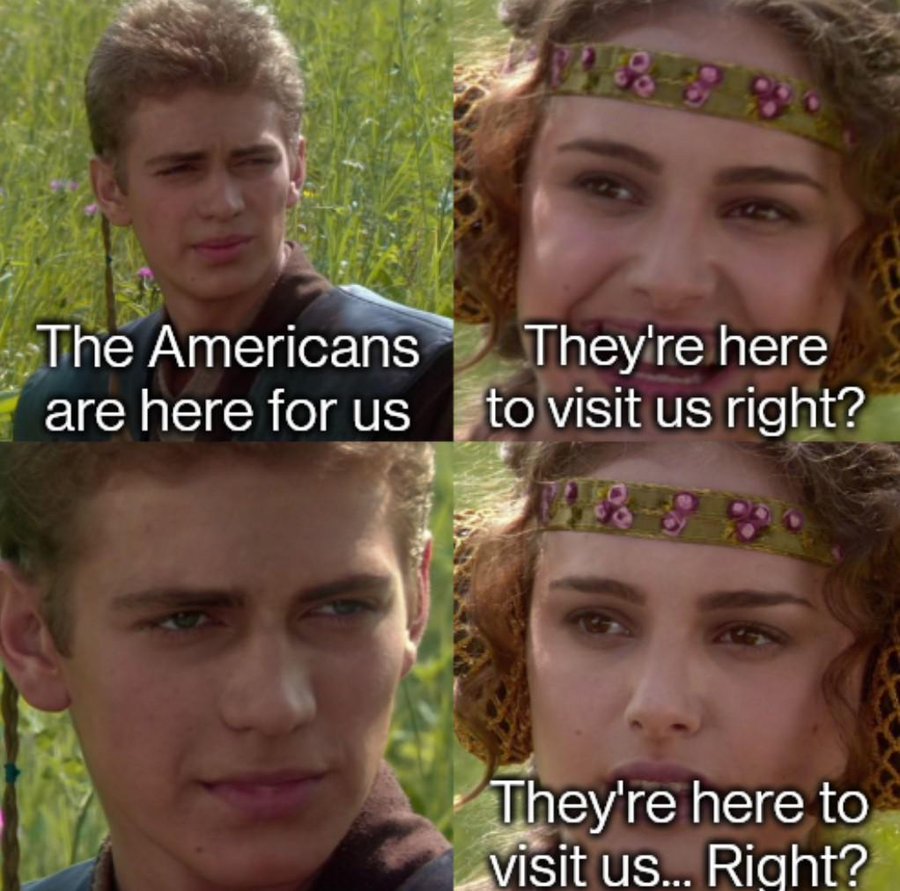 The Americans
are here for us
They're here
to visit us right?
They're here to
visit us... Right?